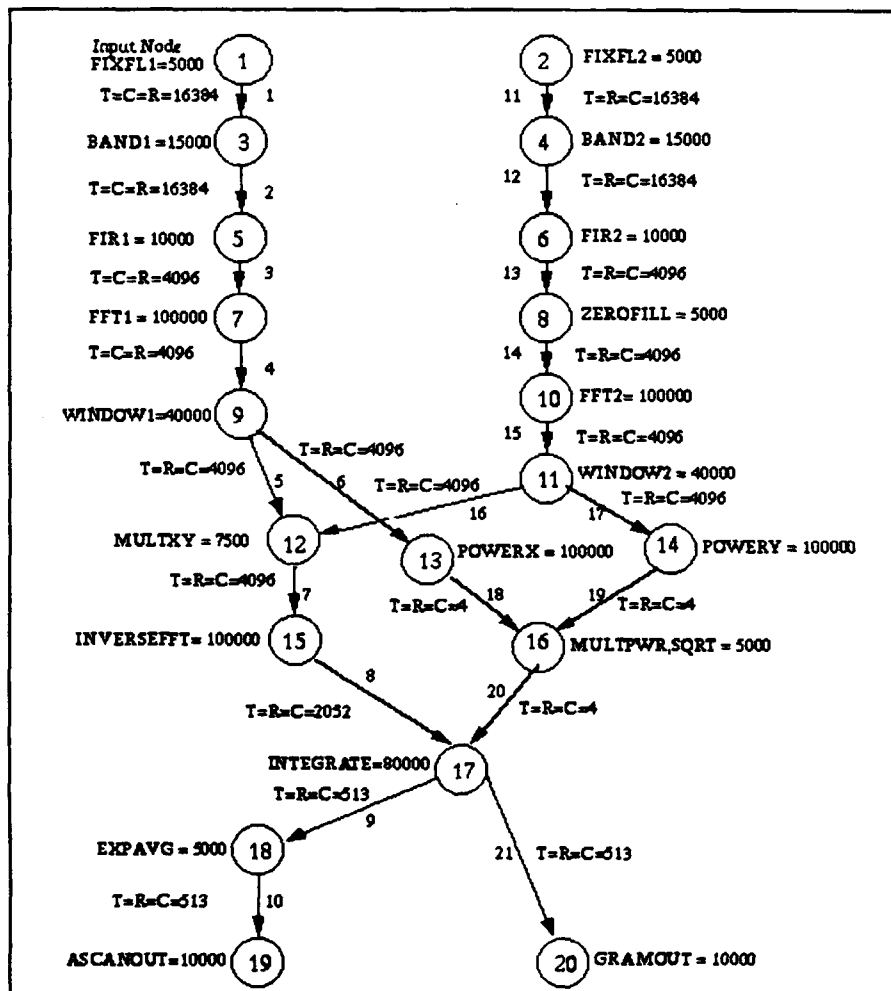 Input Node
FIXFL1=5000 1 2 FIXFL2 = 5000
T=C=R=16384 1 11 T=R=C=16384
BAND1 =15000 3 4 BAND2 = 15000
T=C=R=16384 2 12 T=R=C=16384
FIR1 = 10000 5 6 FIR2 = 10000
T=C=R=4096 3 13 T=R=C=4096
FFT1 = 100000 7 8 ZEROFILL = 5000
T=C=R=4096 4 14 T=R=C=4096
WINDOW1=40000 9 10 FFT2= 100000
T=R=C=4096 15 T=R=C=4096
T=R=C=4096 5 6 T=R=C=4096 11 WINDOW2 = 40000
16 17 T=R=C=4096
MULTXY = 7500 12 13 POWERX = 100000 14 POWERY = 100000
T=R=C=4096 7 T=R=C=4 18 19 T=R=C=4
INVERSEFFT = 100000 15 16 MULTPWR,SQRT = 5000
8 20
T=R=C=2052 T=R=C=4
INTEGRATE=80000 17
T=R=C=513
9
EXPAVG = 5000 18 21 T=R=C=513
T=R=C=513 10
ASCANOUT=10000 19 20 GRAMOUT = 10000